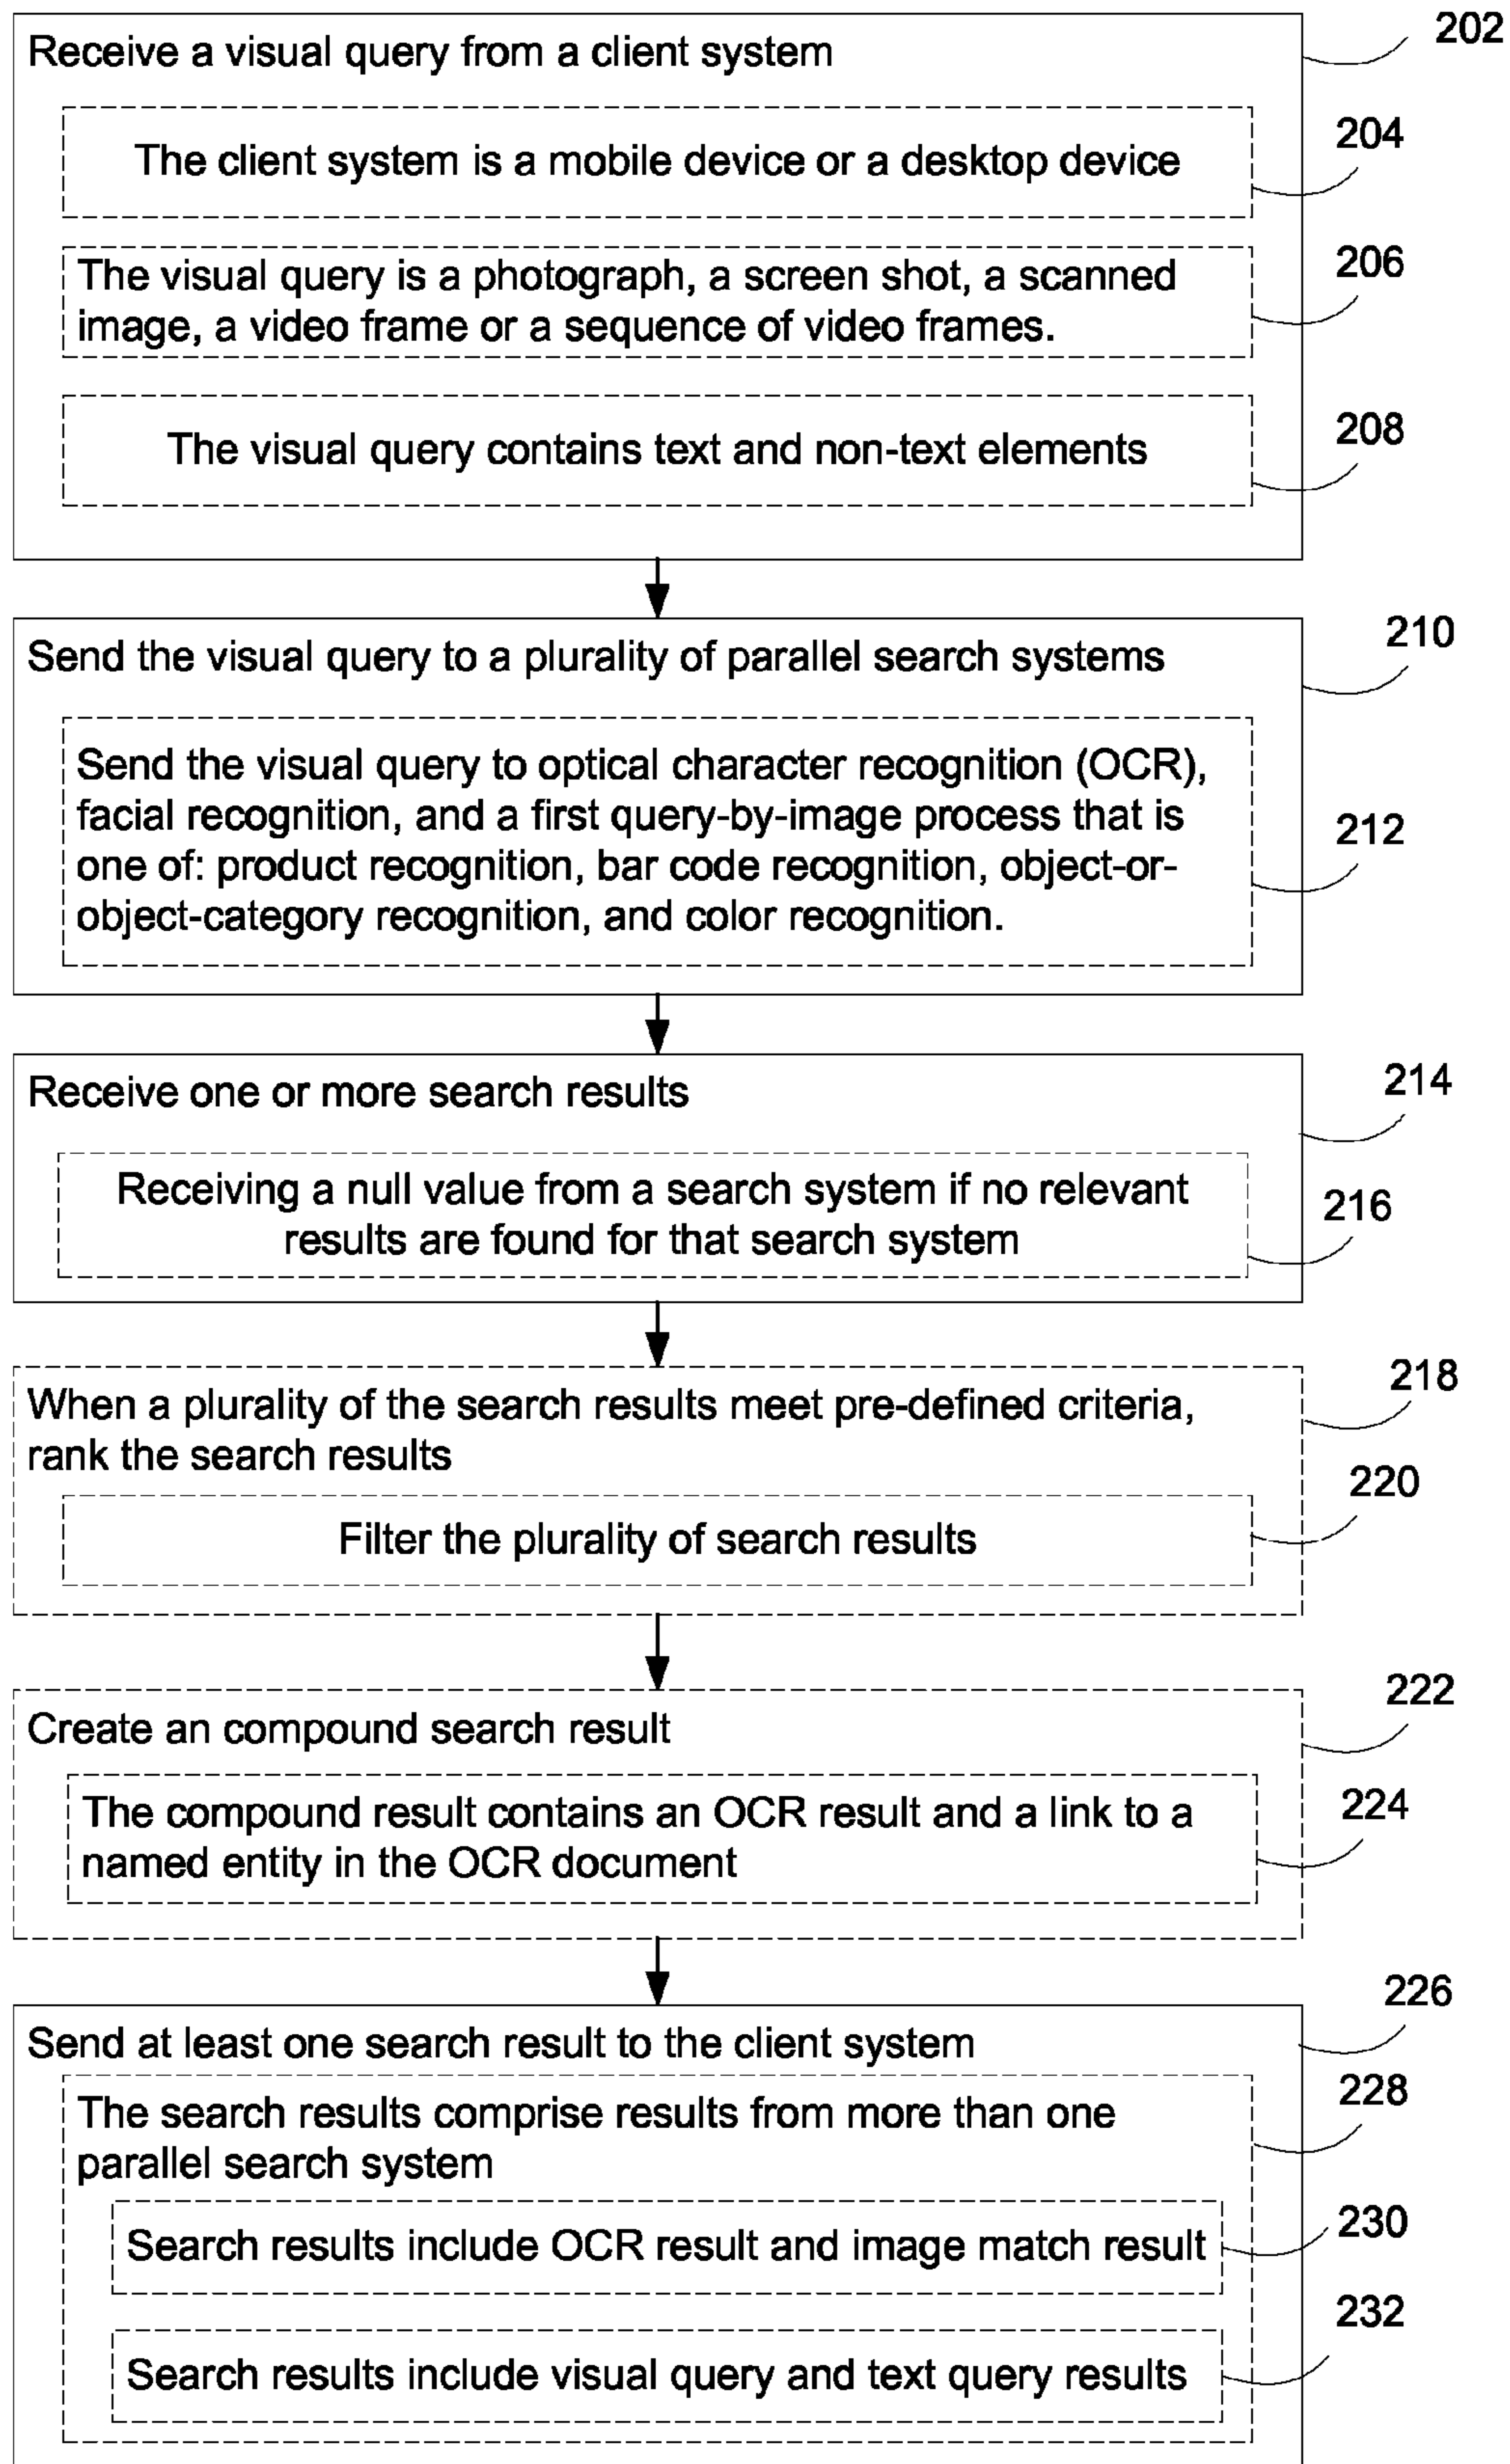 Receive a visual query from a client system
202
The client system is a mobile device or a desktop device
204
The visual query is a photograph, a screen shot, a scanned
image, a video frame or a sequence of video frames.
206
The visual query contains text and non-text elements
208
Send the visual query to a plurality of parallel search systems
210
Send the visual query to optical character recognition (OCR),
facial recognition, and a first query-by-image process that is
one of: product recognition, bar code recognition, object-or-
object-category recognition, and color recognition.
212
Receive one or more search results
214
Receiving a null value from a search system if no relevant
results are found for that search system
216
When a plurality of the search results meet pre-defined criteria,
rank the search results
218
Filter the plurality of search results
220
Create an compound search result
222
The compound result contains an OCR result and a link to a
named entity in the OCR document
224
Send at least one search result to the client system
226
The search results comprise results from more than one
parallel search system
228
Search results include OCR result and image match result
230
Search results include visual query and text query results
232